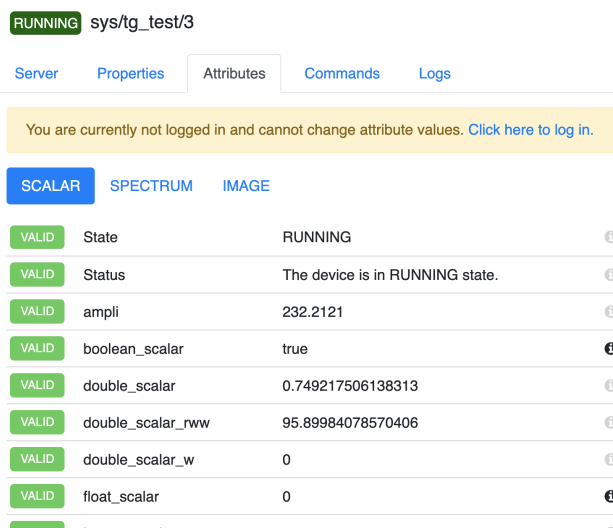 RUNNING sys/tg_test/3
Server Properties Attributes Commands Logs
You are currently not logged in and cannot change attribute values. Click here to log in.
SCALAR SPECTRUM IMAGE
VALID State RUNNING
VALID Status The device is in RUNNING state.
VALID ampli 232.2121
VALID boolean_scalar true
VALID double_scalar 0.749217506138313
VALID double_scalar_rww 95.89984078570406
VALID double_scalar_w 0
VALID float_scalar 0